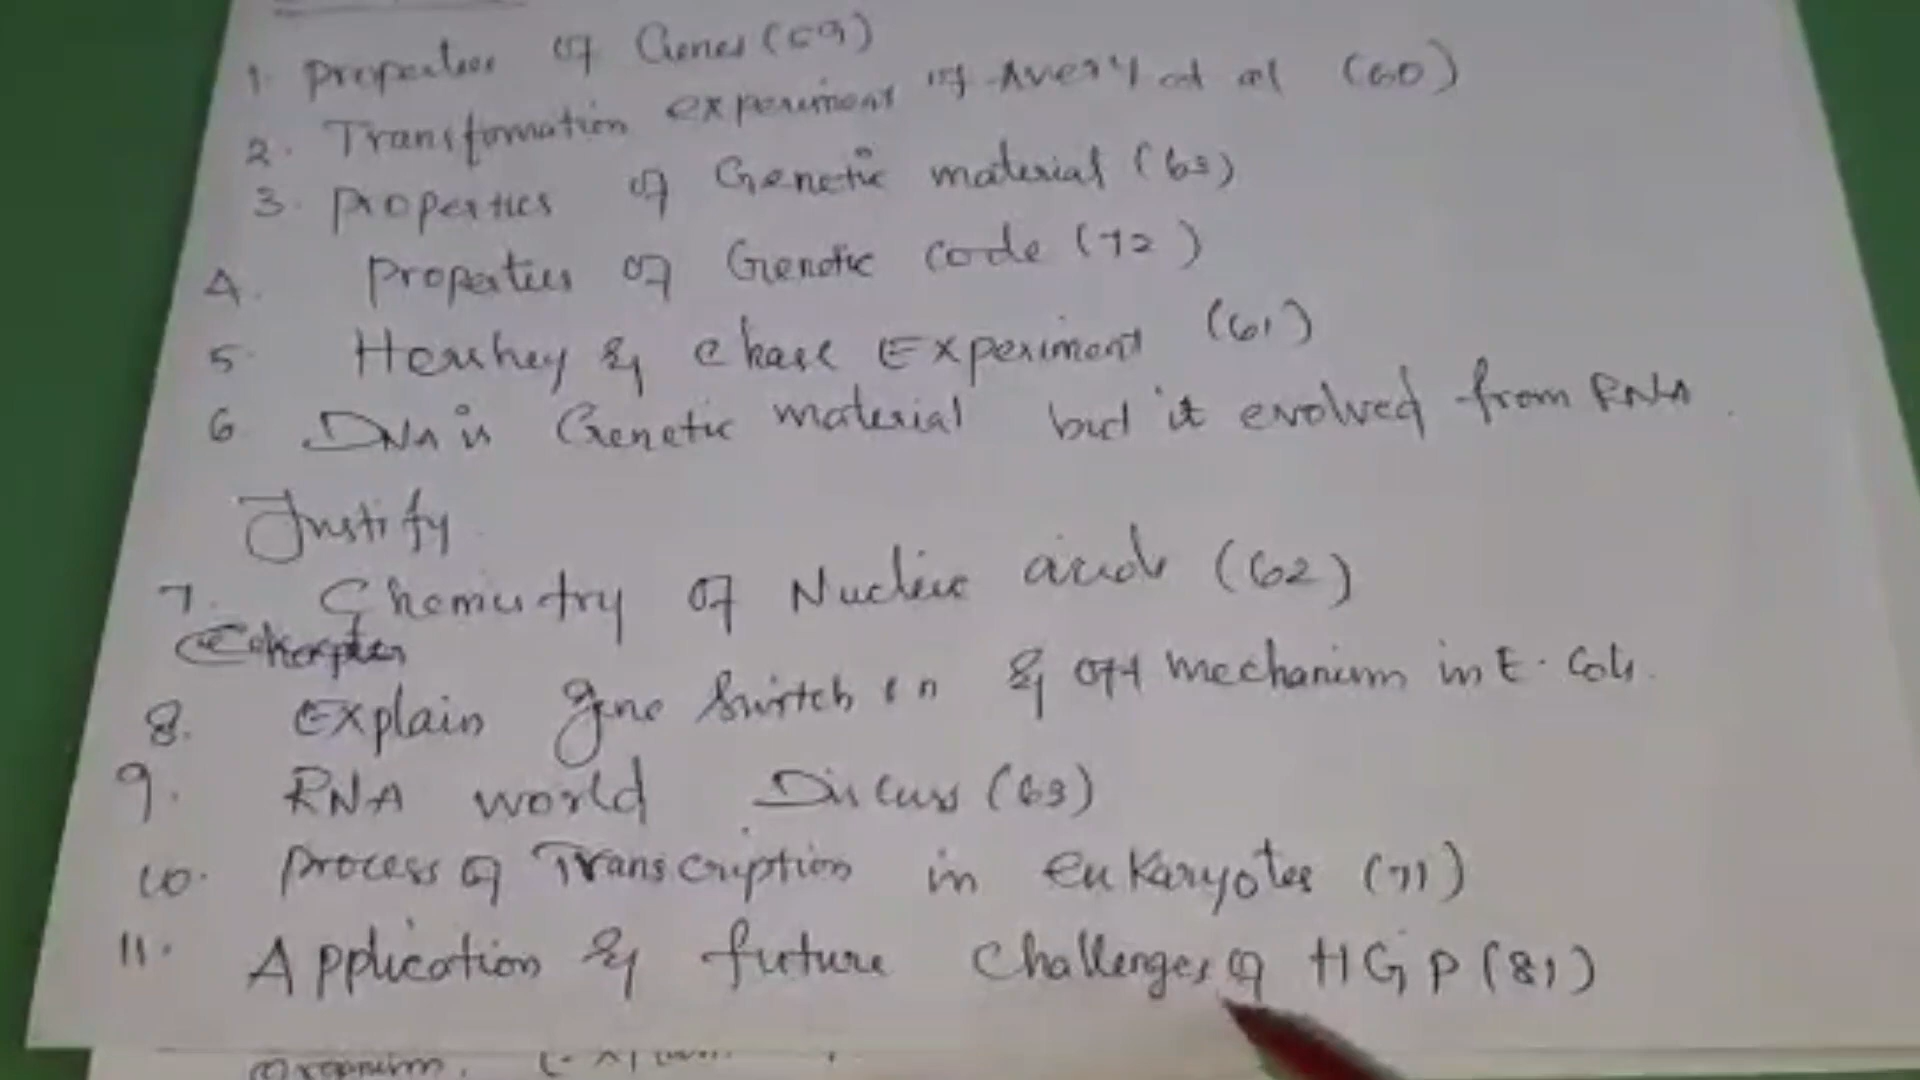 1. Properties of Genes (59)
2. Transformation experiment of Avery et al (60)
3. Properties of Genetic material (63)
4. Properties of Genetic code (72)
5. Hershey & Chase Experiment (61)
6. DNA is Genetic material but it evolved from RNA.
Justify.
7. Chemistry of Nucleic acids (62)
8. Explain gene switch on & off mechanism in E. Coli.
9. RNA world Discuss (63)
10. Process of Transcription in eukaryotes (71)
11. Application & future Challenges of HGP (81)